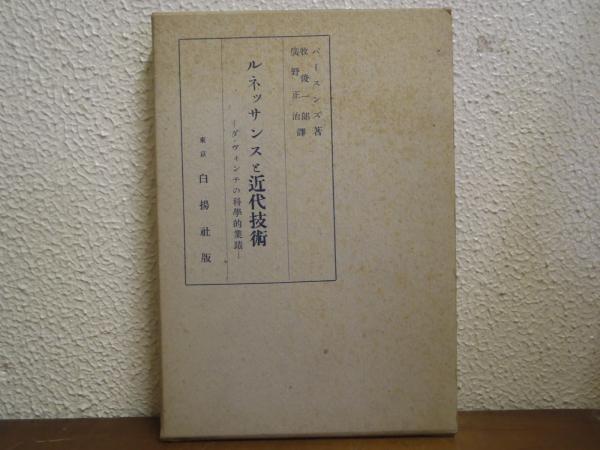 パースンズ著
牧俊一郎
廣野正治譯
ルネッサンスと近代技術
―ダヴィンチの科學的業蹟―
東京
白揚社版